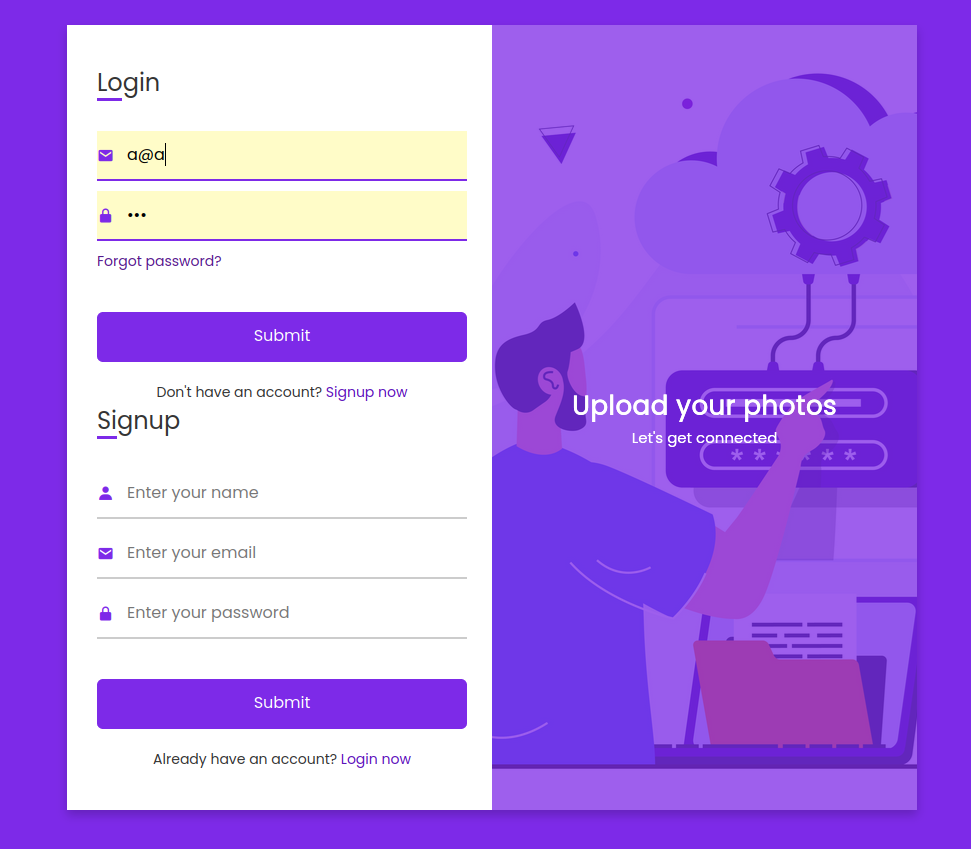 Login
a@a
•••
Forgot password?
Submit
Don't have an account? Signup now
Signup
Enter your name
Enter your email
Enter your password
Submit
Already have an account? Login now
Upload your photos
Let's get connected
* * * * * *